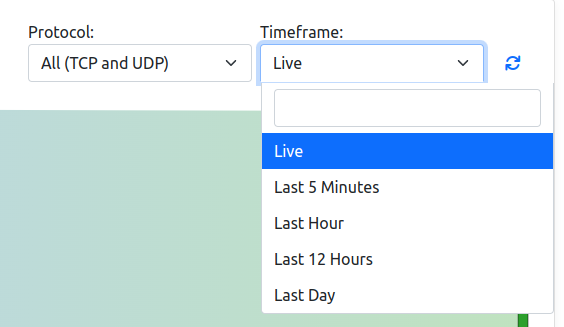 Protocol: Timeframe:
All (TCP and UDP) Live
Live
Last 5 Minutes
Last Hour
Last 12 Hours
Last Day